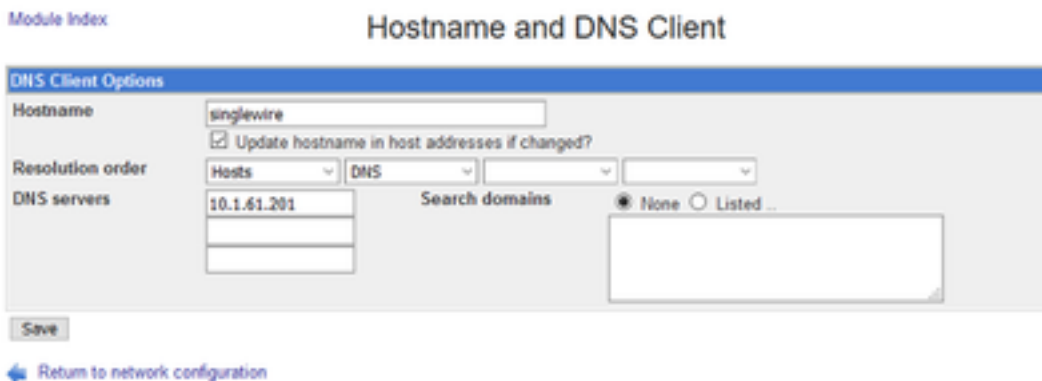 Module Index
Hostname and DNS Client
DNS Client Options
Hostname singlewire
Update hostname in host addresses if changed?
Resolution order Hosts DNS
DNS servers 10.1.61.201 Search domains None Listed ..
Save
Return to network configuration